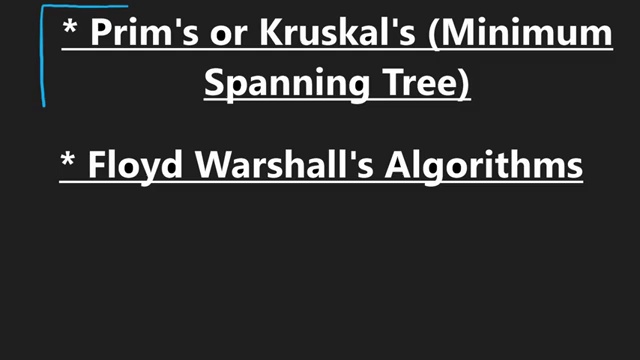 * Prim's or Kruskal's (Minimum
Spanning Tree)
* Floyd Warshall's Algorithms